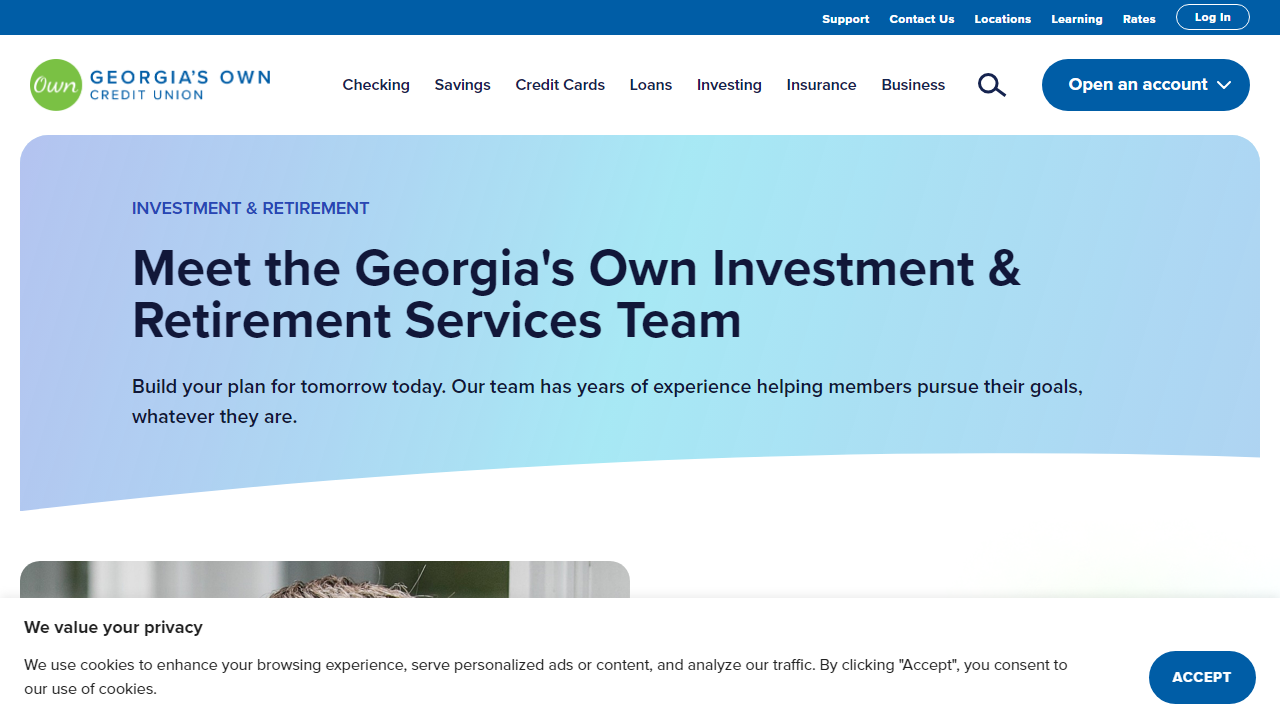 Support Contact Us Locations Learning Rates Log In
Own GEORGIA'S OWN
CREDIT UNION
Checking Savings Credit Cards Loans Investing Insurance Business Open an account
INVESTMENT & RETIREMENT
Meet the Georgia's Own Investment &
Retirement Services Team
Build your plan for tomorrow today. Our team has years of experience helping members pursue their goals,
whatever they are.
We value your privacy
We use cookies to enhance your browsing experience, serve personalized ads or content, and analyze our traffic. By clicking "Accept", you consent to
our use of cookies.
ACCEPT